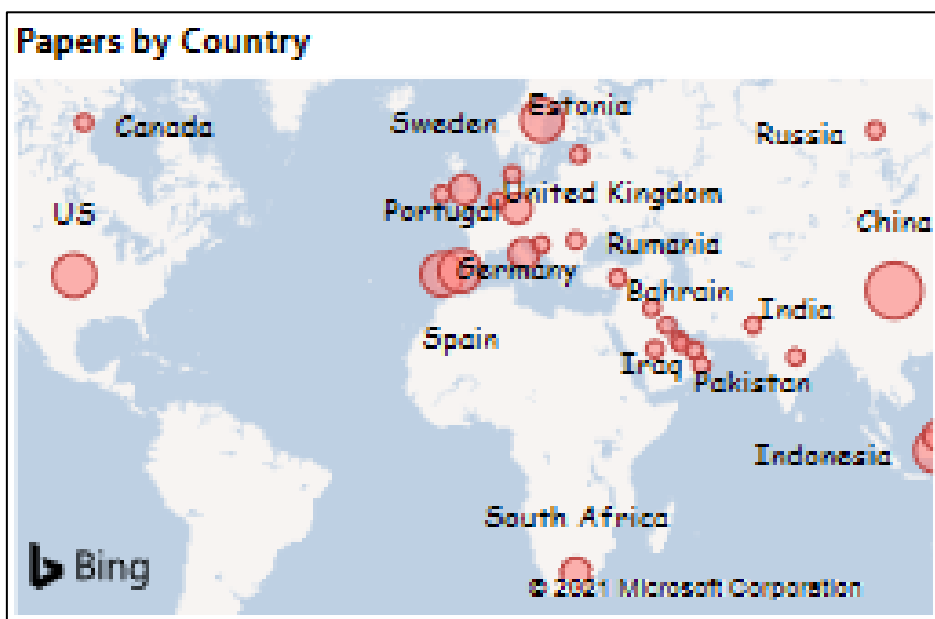 Papers by Country
Estonia
Canada
Sweden
Russia
United Kingdom
US
Portugal
China
Rumania
Germany
Bahrain
India
Spain
Iraq
Pakistan
Indonesia
South Africa
Bing
© 2021 Microsoft Corporation